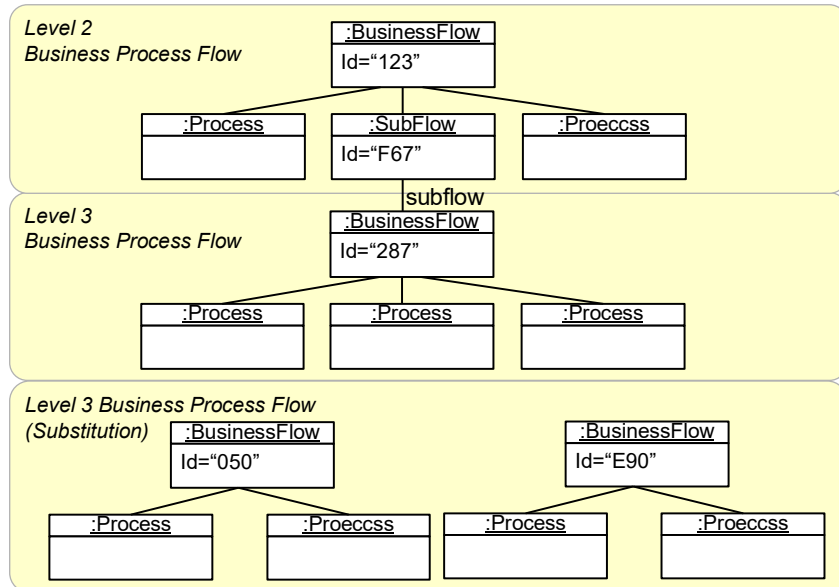 Level 2
Business Process Flow
:BusinessFlow
Id=“123”
:Process
:SubFlow
:Proeccss
Id=“F67”
subflow
Level 3
Business Process Flow
:BusinessFlow
Id=“287”
:Process
:Process
:Process
Level 3 Business Process Flow
(Substitution)
:BusinessFlow
Id=“050”
:BusinessFlow
Id=“E90”
:Process
:Proeccss
:Process
:Proeccss